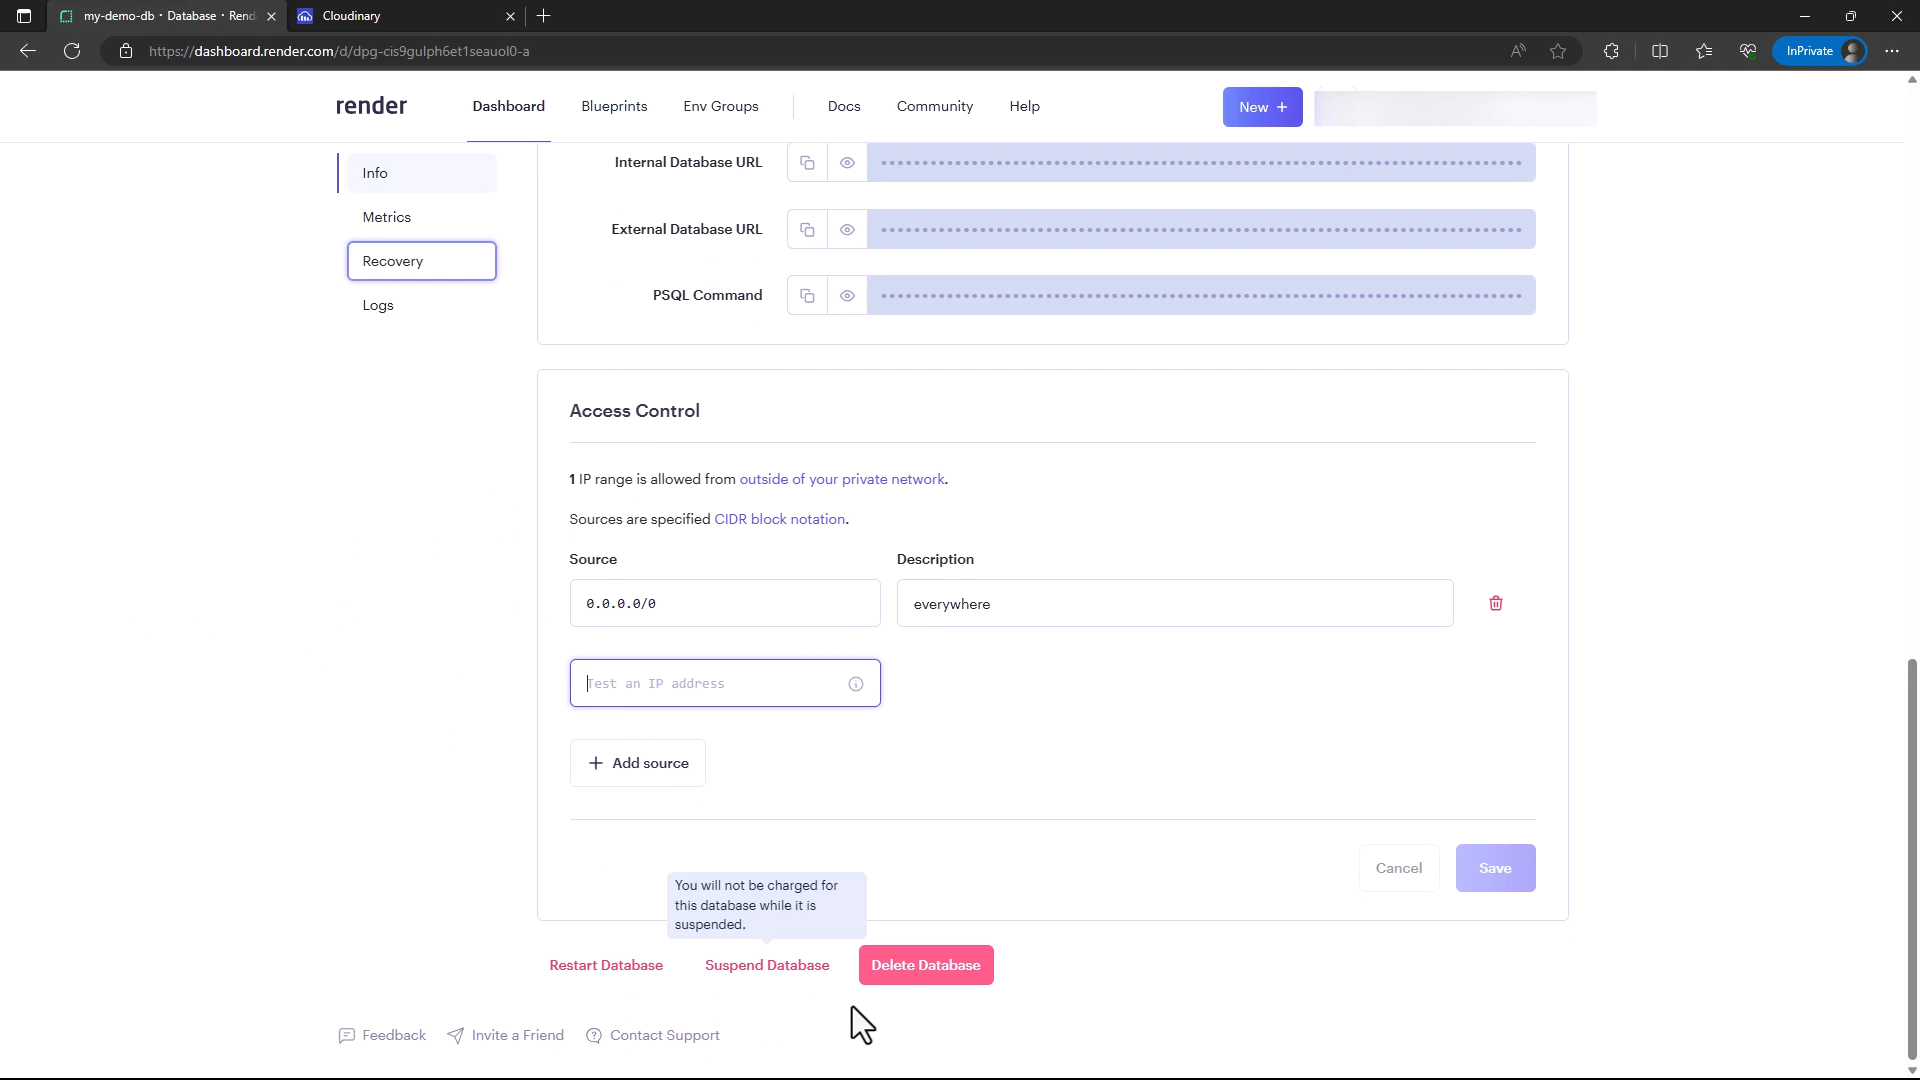 my-demo-db · Database · Rend
Cloudinary
https://dashboard.render.com/d/dpg-cis9gulph6et1seauol0-a
InPrivate
render
Dashboard
Blueprints
Env Groups
Docs
Community
Help
New +
Info
Metrics
Recovery
Logs
Internal Database URL
External Database URL
PSQL Command
Access Control
1 IP range is allowed from outside of your private network.
Sources are specified CIDR block notation.
Source
Description
0.0.0.0/0
everywhere
Test an IP address
+ Add source
Cancel
Save
You will not be charged for
this database while it is
suspended.
Restart Database
Suspend Database
Delete Database
Feedback
Invite a Friend
Contact Support